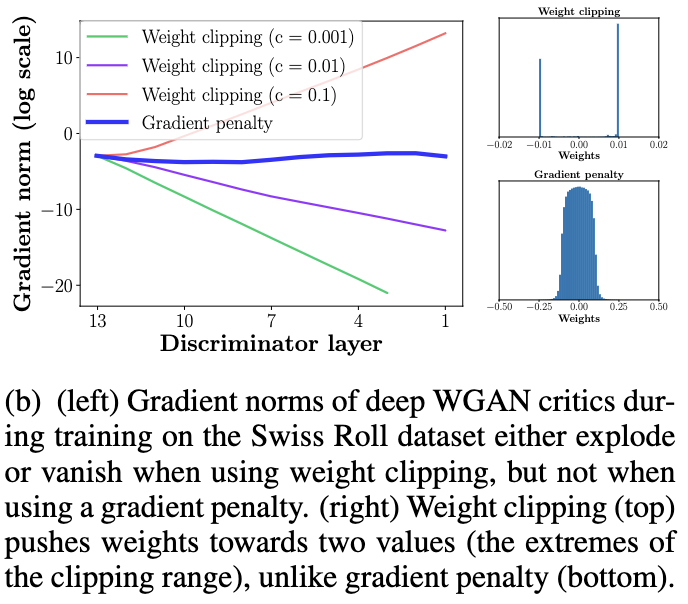 Gradient norm (log scale)
10
0
−10
−20
Weight clipping (c = 0.001)
Weight clipping (c = 0.01)
Weight clipping (c = 0.1)
Gradient penalty
13 10 7 4 1
Discriminator layer
Weight clipping
−0.02 −0.01 0.00 0.01 0.02
Weights
Gradient penalty
−0.50 −0.25 0.00 0.25 0.50
Weights
(b) (left) Gradient norms of deep WGAN critics dur-
ing training on the Swiss Roll dataset either explode
or vanish when using weight clipping, but not when
using a gradient penalty. (right) Weight clipping (top)
pushes weights towards two values (the extremes of
the clipping range), unlike gradient penalty (bottom).